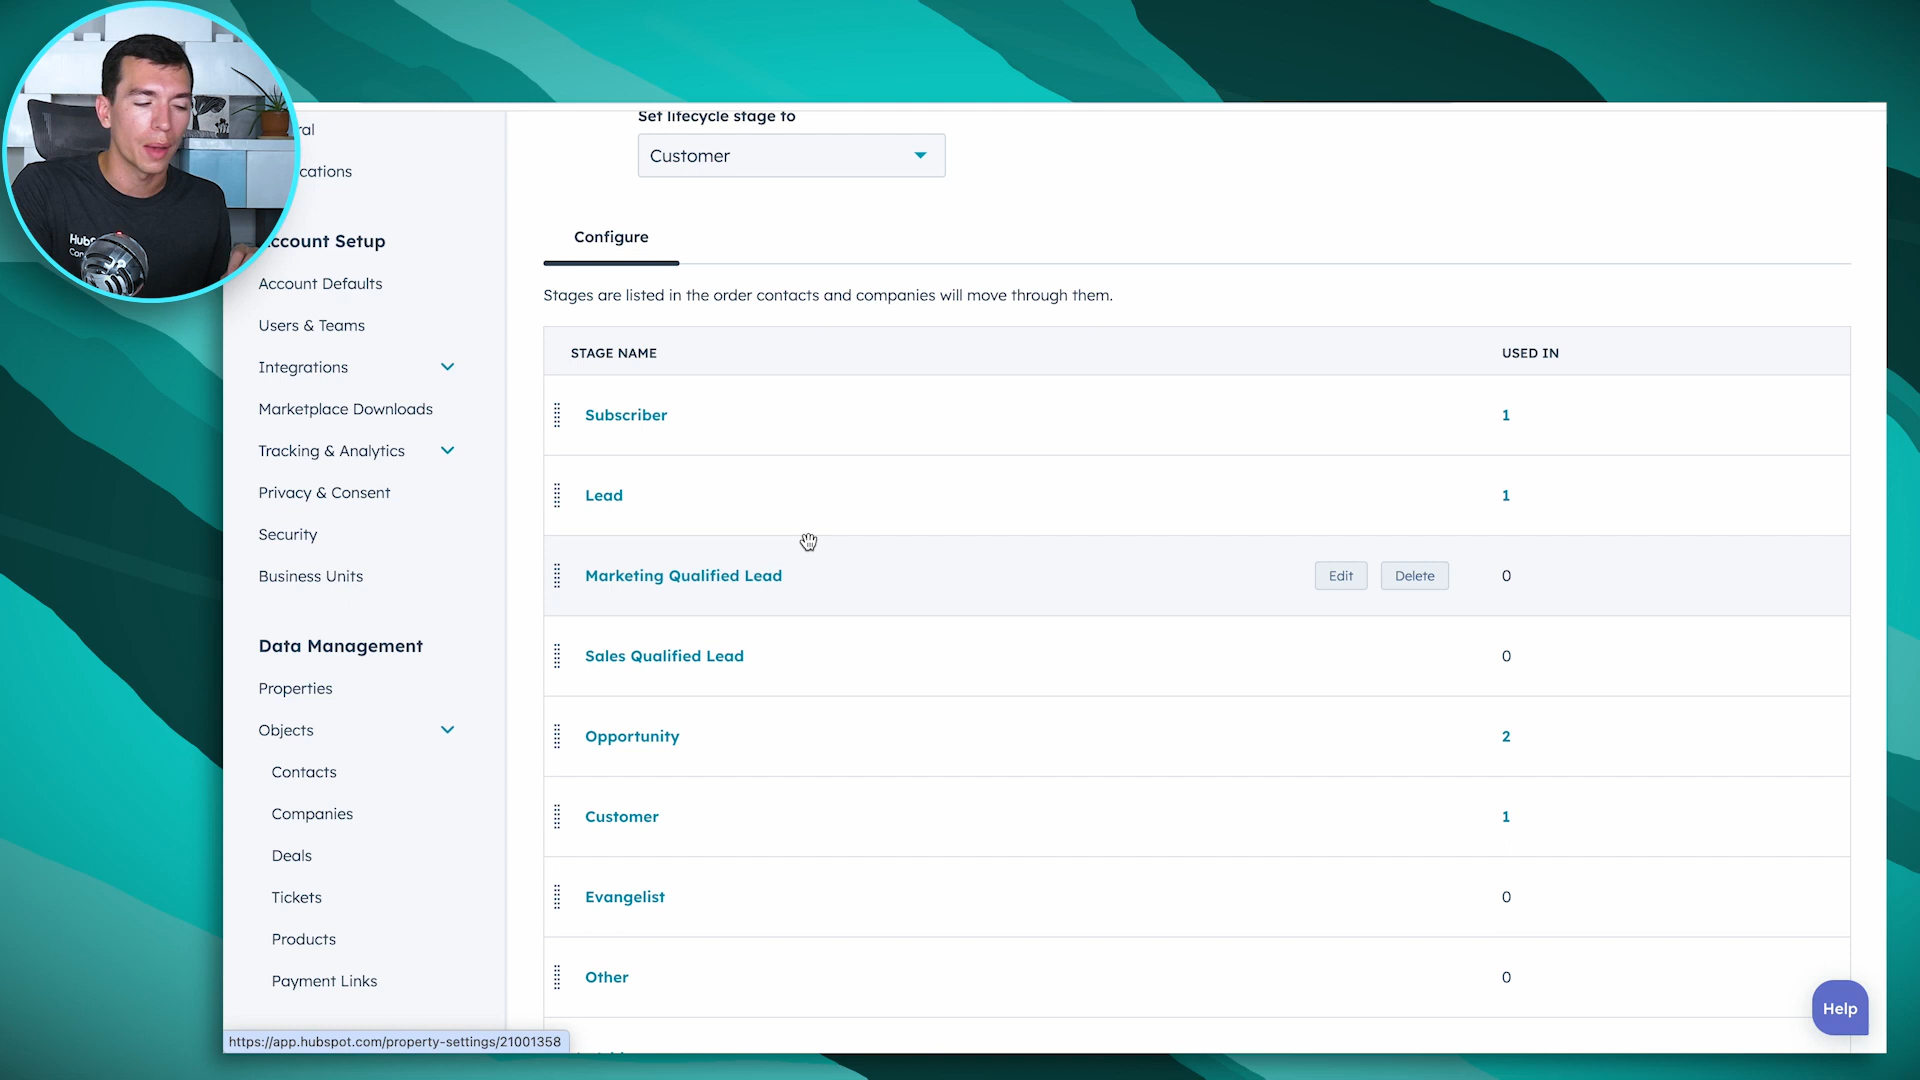 Set lifecycle stage to
Customer
Configure
Stages are listed in the order contacts and companies will move through them.
STAGE NAME
USED IN
Subscriber
1
Lead
1
Marketing Qualified Lead
Edit
Delete
0
Sales Qualified Lead
0
Opportunity
2
Customer
1
Evangelist
0
Other
0
Account Setup
Account Defaults
Users & Teams
Integrations
Marketplace Downloads
Tracking & Analytics
Privacy & Consent
Security
Business Units
Data Management
Properties
Objects
Contacts
Companies
Deals
Tickets
Products
Payment Links
https://app.hubspot.com/property-settings/21001358
Help